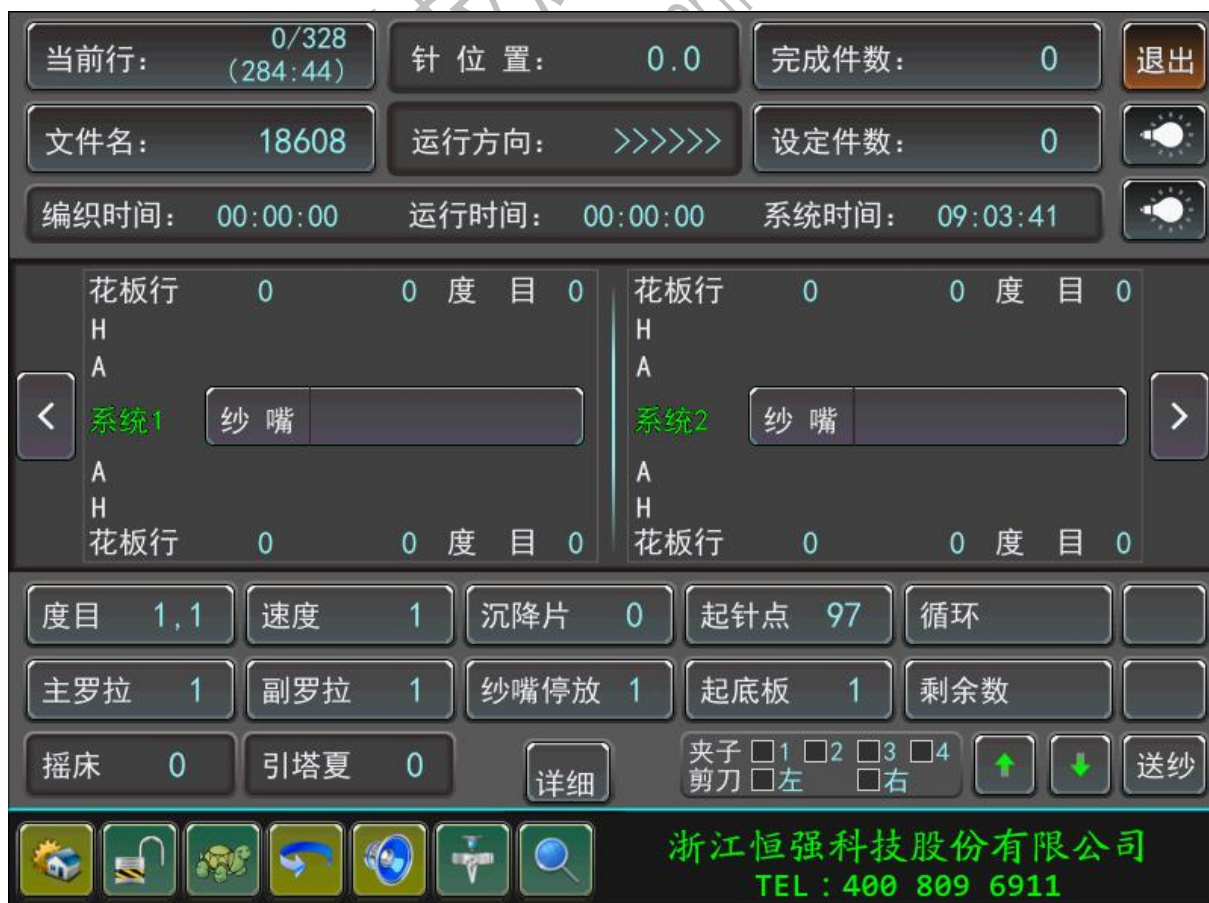 当前行： 0/328 针 位 置： 0.0 完成件数： 0 退出
(284:44)
文件名： 18608 运行方向： >>>>>> 设定件数： 0
编织时间： 00:00:00 运行时间： 00:00:00 系统时间： 09:03:41
花板行 0 0 度 目 0 花板行 0 0 度 目 0
H H
A A
< 系统1 纱 嘴 系统2 纱 嘴 >
A A
H H
花板行 0 0 度 目 0 花板行 0 0 度 目 0
度目 1,1 速度 1 沉降片 0 起针点 97 循环
主罗拉 1 副罗拉 1 纱嘴停放 1 起底板 1 剩余数
摇床 0 引塔夏 0 详细 夹子 1 2 3 4 送纱
剪刀 左 右
浙江恒强科技股份有限公司
TEL：400 809 6911